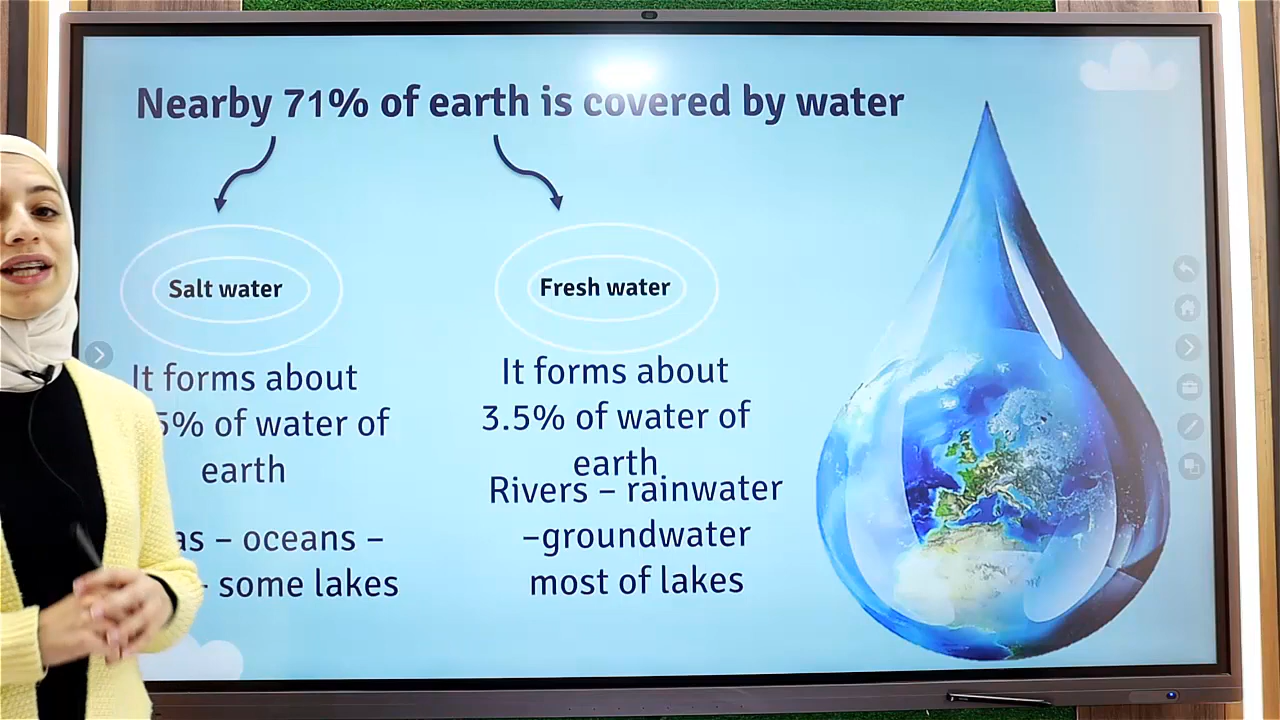 Nearby 71% of earth is covered by water
Salt water
It forms about
5% of water of
earth
– oceans –
some lakes
Fresh water
It forms about
3.5% of water of
earth
Rivers – rainwater
–groundwater
most of lakes